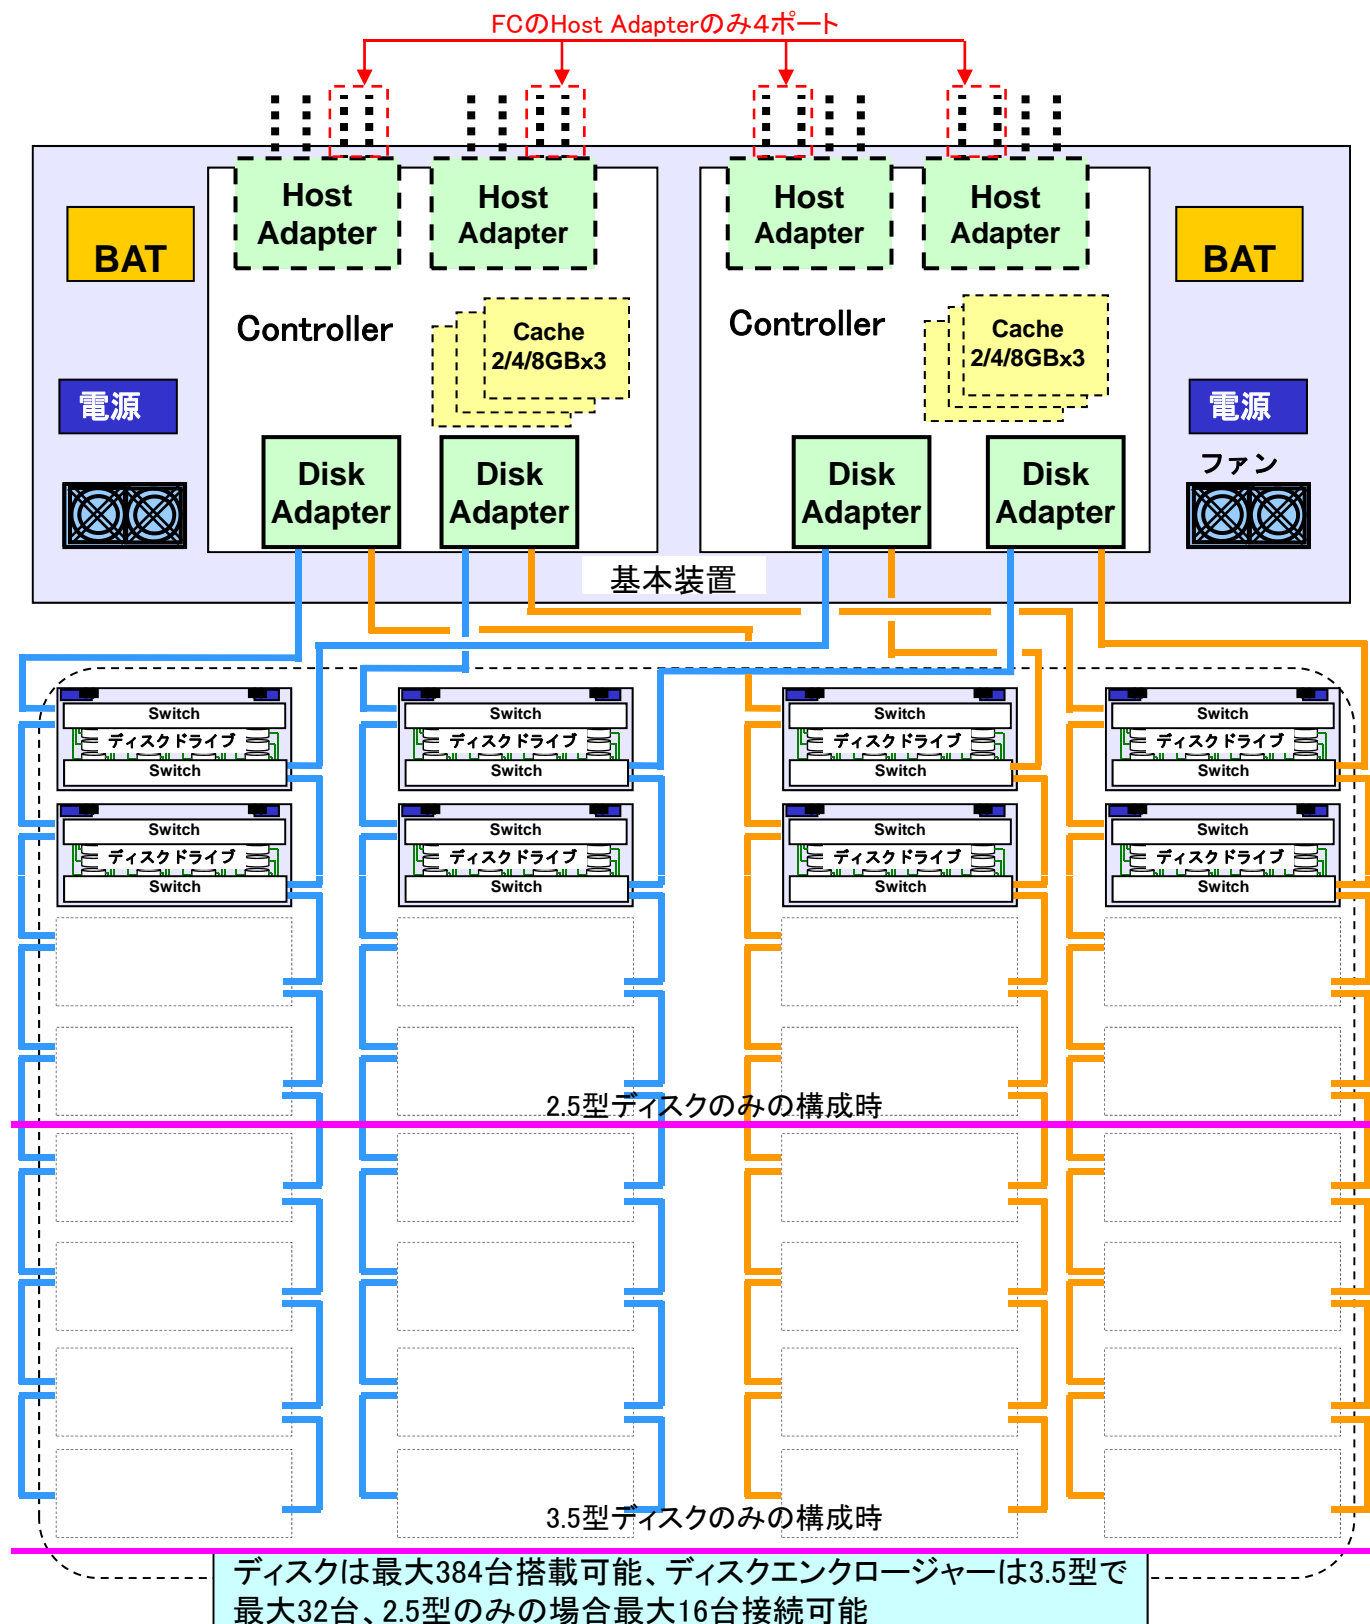 FCのHost Adapterのみ4ポート
Host
Adapter
Host
Adapter
Host
Adapter
Host
Adapter
BAT
BAT
Controller
Cache
2/4/8GBx3
Controller
Cache
2/4/8GBx3
電源
電源
ファン
Disk
Adapter
Disk
Adapter
Disk
Adapter
Disk
Adapter
基本装置
Switch
ディスクドライブ
Switch
Switch
ディスクドライブ
Switch
Switch
ディスクドライブ
Switch
Switch
ディスクドライブ
Switch
Switch
ディスクドライブ
Switch
Switch
ディスクドライブ
Switch
Switch
ディスクドライブ
Switch
Switch
ディスクドライブ
Switch
2.5型ディスクのみの構成時
3.5型ディスクのみの構成時
ディスクは最大384台搭載可能、ディスクエンクロージャーは3.5型で
最大32台、2.5型のみの場合最大16台接続可能